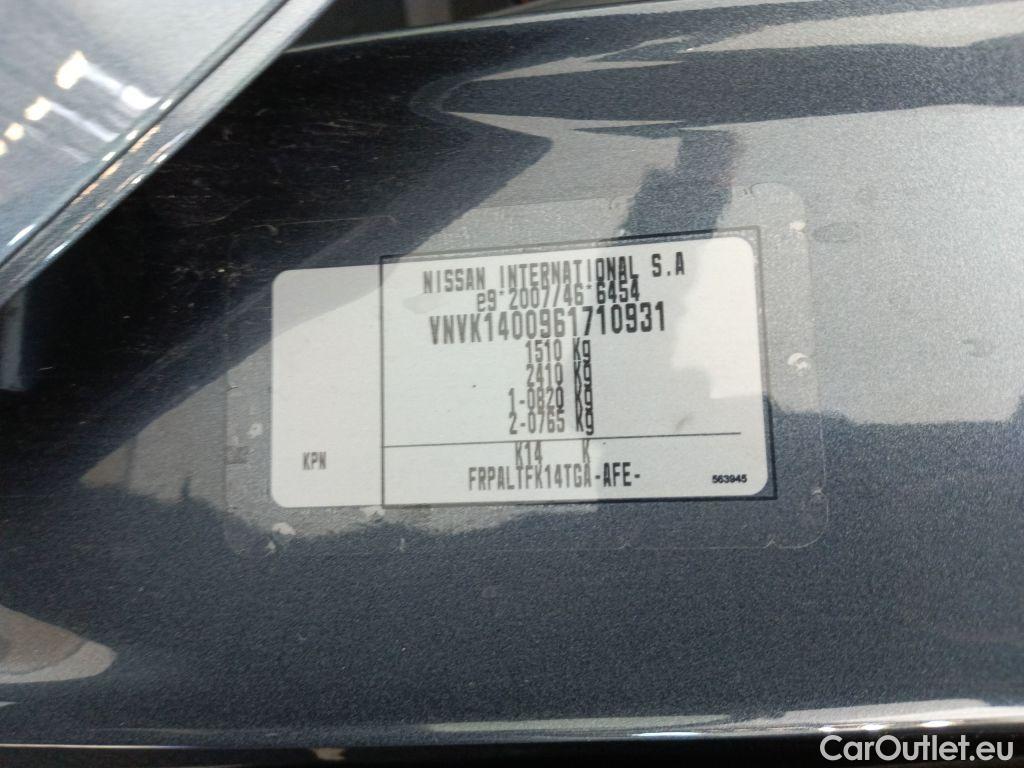 NISSAN INTERNATIONAL S.A
e9*2007/46*6454
VNVK1400961710931
1510 Kg
2410 Kg
1-0820 Kg
2-0765 Kg
K14 K
KPN
FRPALTFK14TGA-AFE-
563945
CarOutlet.eu